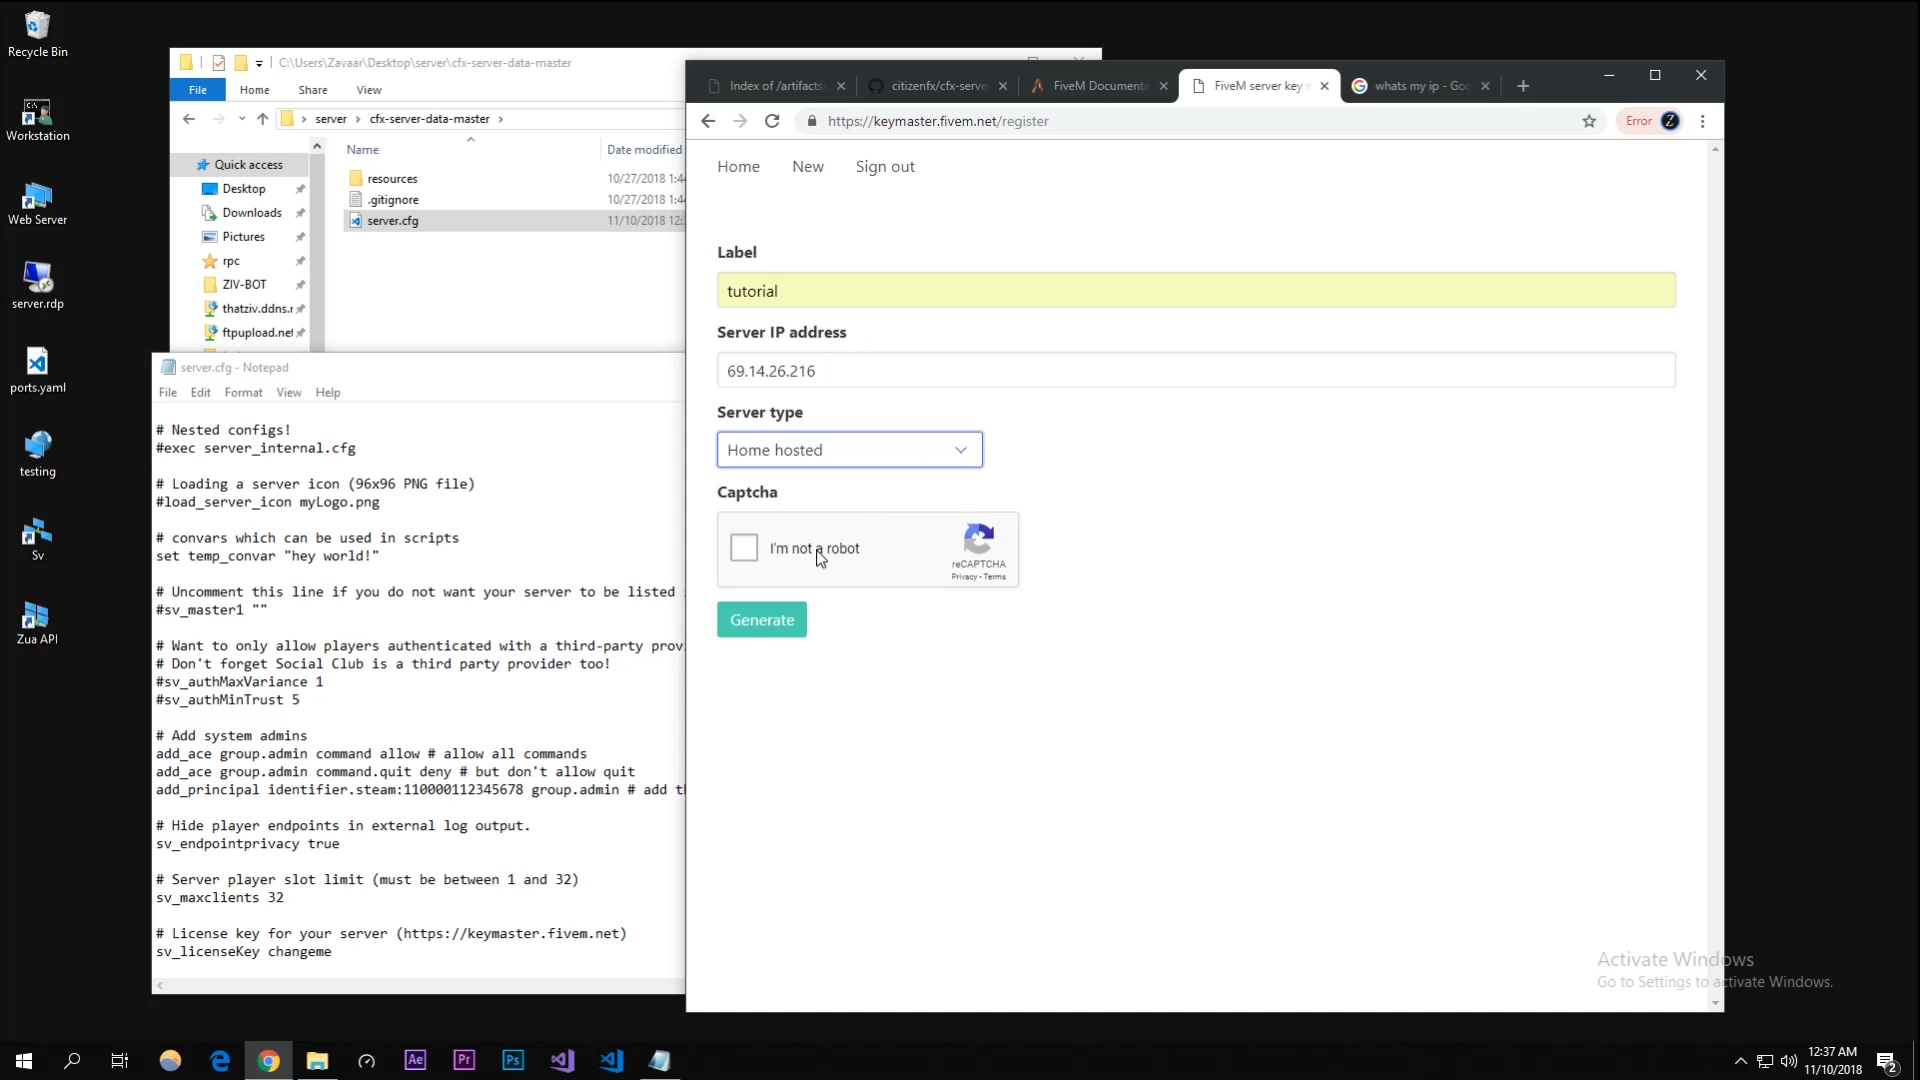 Recycle Bin
Workstation
Web Server
server.rdp
ports.yaml
testing
Sv
Zua API
C:\Users\Zavaar\Desktop\server\cfx-server-data-master
File Home Share View
server cfx-server-data-master
Name Date modified
Quick access
Desktop
Downloads
Pictures
rpc
ZIV-BOT
thatziv.ddns.r
ftpupload.net
resources 10/27/2018 1:4
.gitignore 10/27/2018 1:4
server.cfg 11/10/2018 12:
server.cfg - Notepad
File Edit Format View Help
# Nested configs!
#exec server_internal.cfg
# Loading a server icon (96x96 PNG file)
#load_server_icon myLogo.png
# convars which can be used in scripts
set temp_convar "hey world!"
# Uncomment this line if you do not want your server to be listed
#sv_master1 ""
# Want to only allow players authenticated with a third-party prov
# Don't forget Social Club is a third party provider too!
#sv_authMaxVariance 1
#sv_authMinTrust 5
# Add system admins
add_ace group.admin command allow # allow all commands
add_ace group.admin command.quit deny # but don't allow quit
add_principal identifier.steam:110000112345678 group.admin # add t
# Hide player endpoints in external log output.
sv_endpointprivacy true
# Server player slot limit (must be between 1 and 32)
sv_maxclients 32
# License key for your server (https://keymaster.fivem.net)
sv_licenseKey changeme
Index of /artifacts, citizenfx/cfx-serve FiveM Documenta FiveM server key whats my ip - Goo
https://keymaster.fivem.net/register
Error Z
Home New Sign out
Label
tutorial
Server IP address
69.14.26.216
Server type
Home hosted
Captcha
I'm not a robot
reCAPTCHA
Privacy - Terms
Generate
Activate Windows
Go to Settings to activate Windows.
Ae Pr Ps
12:37 AM
11/10/2018
2